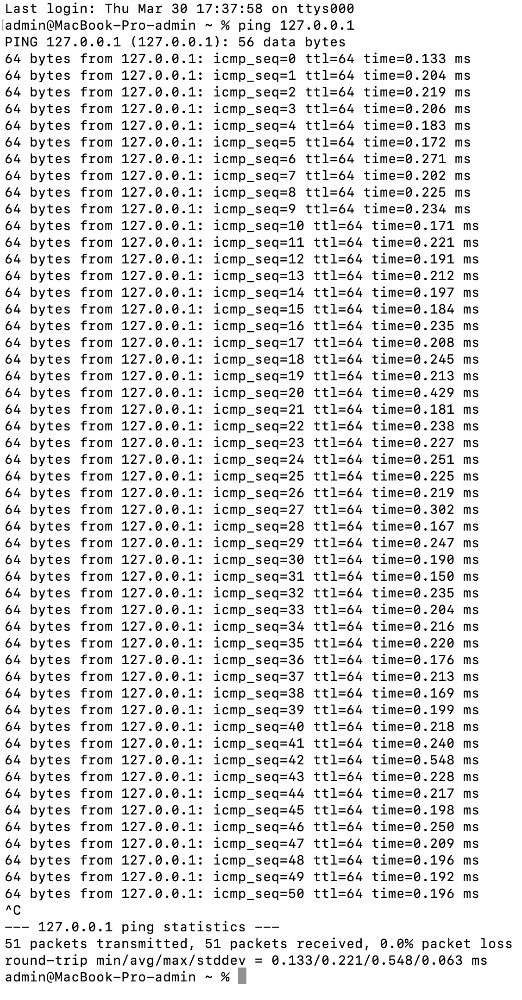 Last login: Thu Mar 30 17:37:58 on ttys000
[admin@MacBook-Pro-admin ~ % ping 127.0.0.1
PING 127.0.0.1 (127.0.0.1): 56 data bytes
64 bytes from 127.0.0.1: icmp_seq=0 ttl=64 time=0.133 ms
64 bytes from 127.0.0.1: icmp_seq=1 ttl=64 time=0.204 ms
64 bytes from 127.0.0.1: icmp_seq=2 ttl=64 time=0.219 ms
64 bytes from 127.0.0.1: icmp_seq=3 ttl=64 time=0.206 ms
64 bytes from 127.0.0.1: icmp_seq=4 ttl=64 time=0.183 ms
64 bytes from 127.0.0.1: icmp_seq=5 ttl=64 time=0.172 ms
64 bytes from 127.0.0.1: icmp_seq=6 ttl=64 time=0.271 ms
64 bytes from 127.0.0.1: icmp_seq=7 ttl=64 time=0.202 ms
64 bytes from 127.0.0.1: icmp_seq=8 ttl=64 time=0.225 ms
64 bytes from 127.0.0.1: icmp_seq=9 ttl=64 time=0.234 ms
64 bytes from 127.0.0.1: icmp_seq=10 ttl=64 time=0.171 ms
64 bytes from 127.0.0.1: icmp_seq=11 ttl=64 time=0.221 ms
64 bytes from 127.0.0.1: icmp_seq=12 ttl=64 time=0.191 ms
64 bytes from 127.0.0.1: icmp_seq=13 ttl=64 time=0.212 ms
64 bytes from 127.0.0.1: icmp_seq=14 ttl=64 time=0.197 ms
64 bytes from 127.0.0.1: icmp_seq=15 ttl=64 time=0.184 ms
64 bytes from 127.0.0.1: icmp_seq=16 ttl=64 time=0.235 ms
64 bytes from 127.0.0.1: icmp_seq=17 ttl=64 time=0.208 ms
64 bytes from 127.0.0.1: icmp_seq=18 ttl=64 time=0.245 ms
64 bytes from 127.0.0.1: icmp_seq=19 ttl=64 time=0.213 ms
64 bytes from 127.0.0.1: icmp_seq=20 ttl=64 time=0.429 ms
64 bytes from 127.0.0.1: icmp_seq=21 ttl=64 time=0.181 ms
64 bytes from 127.0.0.1: icmp_seq=22 ttl=64 time=0.238 ms
64 bytes from 127.0.0.1: icmp_seq=23 ttl=64 time=0.227 ms
64 bytes from 127.0.0.1: icmp_seq=24 ttl=64 time=0.251 ms
64 bytes from 127.0.0.1: icmp_seq=25 ttl=64 time=0.225 ms
64 bytes from 127.0.0.1: icmp_seq=26 ttl=64 time=0.219 ms
64 bytes from 127.0.0.1: icmp_seq=27 ttl=64 time=0.302 ms
64 bytes from 127.0.0.1: icmp_seq=28 ttl=64 time=0.167 ms
64 bytes from 127.0.0.1: icmp_seq=29 ttl=64 time=0.247 ms
64 bytes from 127.0.0.1: icmp_seq=30 ttl=64 time=0.190 ms
64 bytes from 127.0.0.1: icmp_seq=31 ttl=64 time=0.150 ms
64 bytes from 127.0.0.1: icmp_seq=32 ttl=64 time=0.235 ms
64 bytes from 127.0.0.1: icmp_seq=33 ttl=64 time=0.204 ms
64 bytes from 127.0.0.1: icmp_seq=34 ttl=64 time=0.216 ms
64 bytes from 127.0.0.1: icmp_seq=35 ttl=64 time=0.220 ms
64 bytes from 127.0.0.1: icmp_seq=36 ttl=64 time=0.176 ms
64 bytes from 127.0.0.1: icmp_seq=37 ttl=64 time=0.213 ms
64 bytes from 127.0.0.1: icmp_seq=38 ttl=64 time=0.169 ms
64 bytes from 127.0.0.1: icmp_seq=39 ttl=64 time=0.199 ms
64 bytes from 127.0.0.1: icmp_seq=40 ttl=64 time=0.218 ms
64 bytes from 127.0.0.1: icmp_seq=41 ttl=64 time=0.240 ms
64 bytes from 127.0.0.1: icmp_seq=42 ttl=64 time=0.548 ms
64 bytes from 127.0.0.1: icmp_seq=43 ttl=64 time=0.228 ms
64 bytes from 127.0.0.1: icmp_seq=44 ttl=64 time=0.217 ms
64 bytes from 127.0.0.1: icmp_seq=45 ttl=64 time=0.198 ms
64 bytes from 127.0.0.1: icmp_seq=46 ttl=64 time=0.250 ms
64 bytes from 127.0.0.1: icmp_seq=47 ttl=64 time=0.209 ms
64 bytes from 127.0.0.1: icmp_seq=48 ttl=64 time=0.196 ms
64 bytes from 127.0.0.1: icmp_seq=49 ttl=64 time=0.192 ms
64 bytes from 127.0.0.1: icmp_seq=50 ttl=64 time=0.196 ms
^C
--- 127.0.0.1 ping statistics ---
51 packets transmitted, 51 packets received, 0.0% packet loss
round-trip min/avg/max/stddev = 0.133/0.221/0.548/0.063 ms
admin@MacBook-Pro-admin ~ %